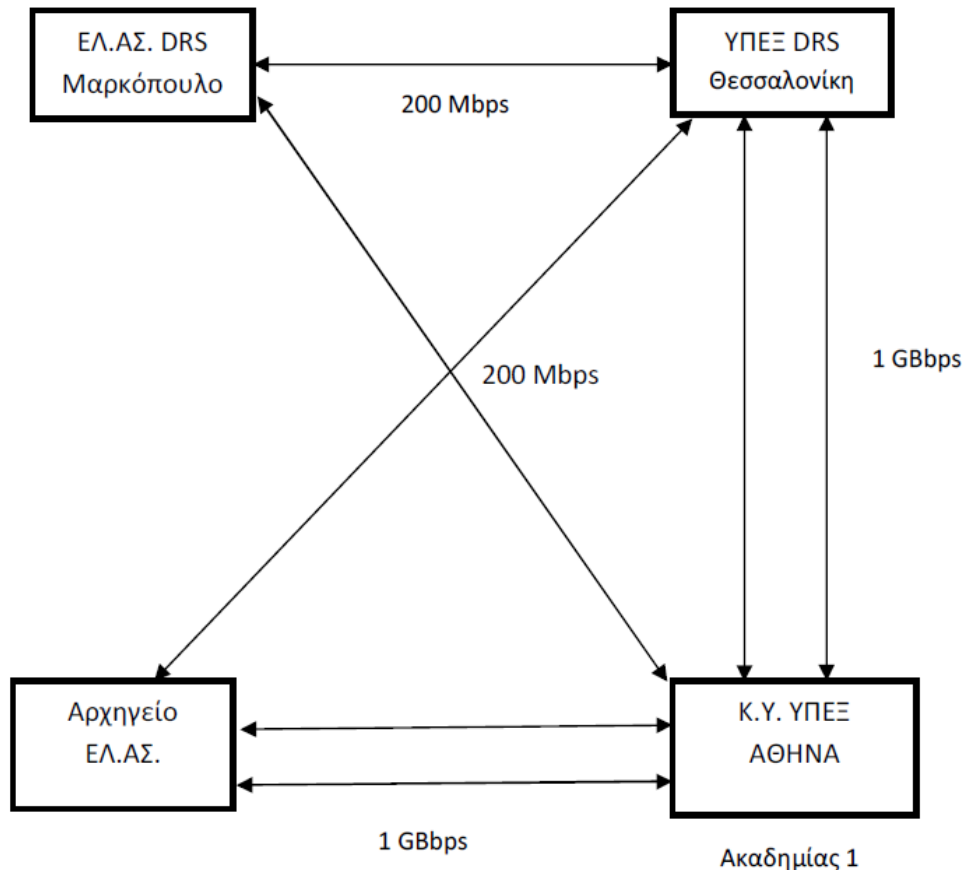 ΕΛ.ΑΣ. DRS
Μαρκόπουλο
ΥΠΕΞ DRS
Θεσσαλονίκη
200 Mbps
200 Mbps
1 GBbps
Αρχηγείο
ΕΛ.ΑΣ.
Κ.Υ. ΥΠΕΞ
ΑΘΗΝΑ
1 GBbps
Ακαδημίας 1